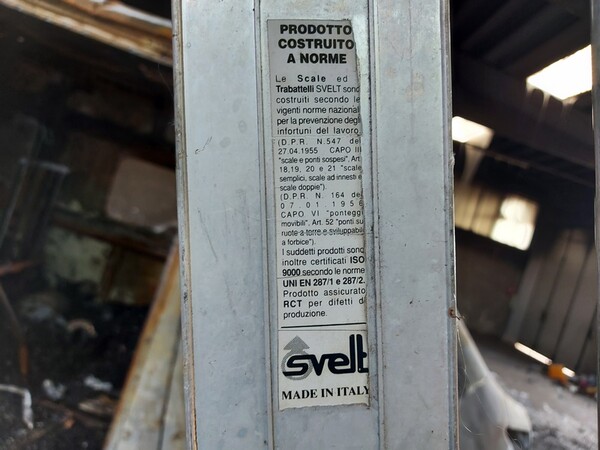 PRODOTTO
COSTRUITO
A NORME
Le Scale ed
Trabattelli SVELT sono
costruiti secondo le
vigenti norme nazional
per la prevenzione degl
infortuni del lavoro
(D.P.R. N.547 de
27.04.1955 CAPO III
"scale e ponti sospesi", Art
18,19, 20 e 21 "scale
semplici, scale ad innesti e
scale doppie").
(D.P.R. N. 164 de
07.01.1956
CAPO VI "ponteggi
movibili", Art. 52 "ponti su
ruote a torre e sviluppabili
a forbice").
I suddetti prodotti sono
inoltre certificati ISO
9000 secondo le norme
UNI EN 287/1 e 287/2.
Prodotto assicurato
RCT per difetti d
produzione.
svelt
MADE IN ITALY